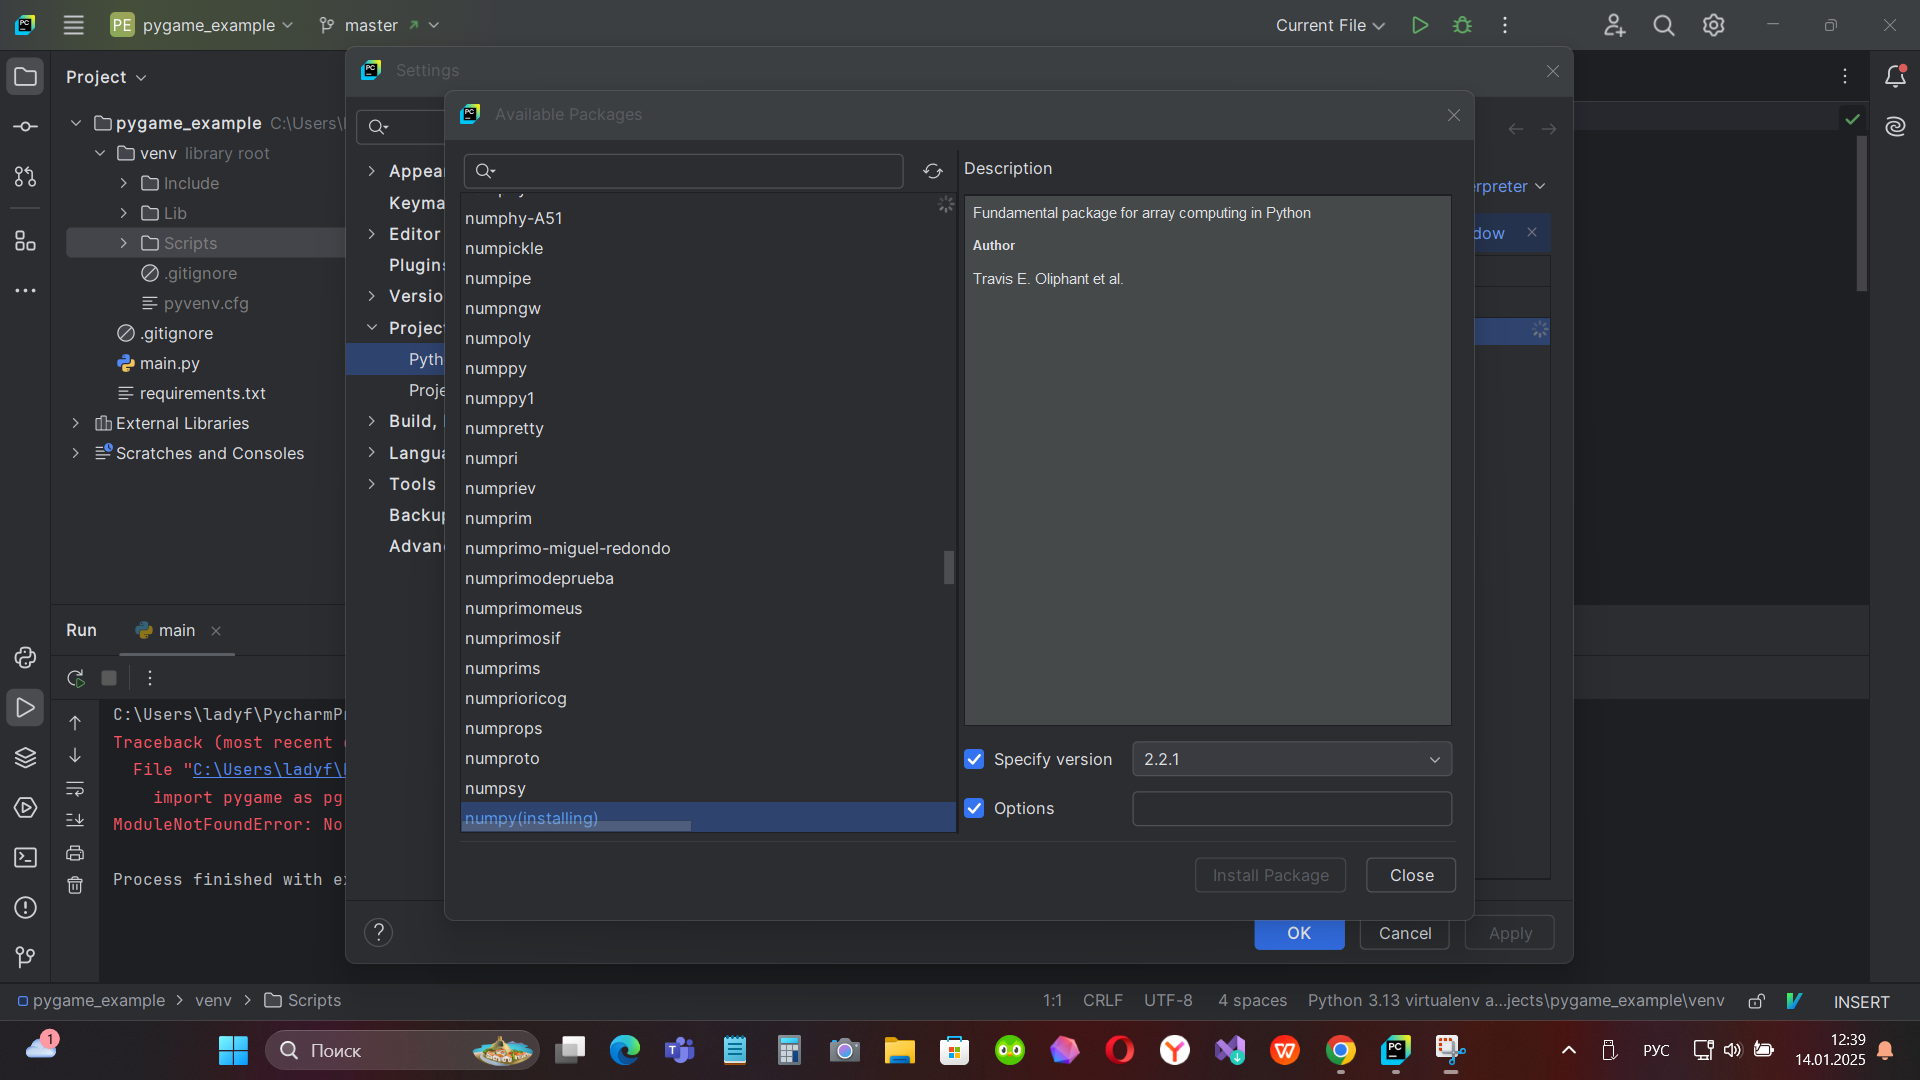 PE pygame_example
master
Current File
Project
pygame_example C:\Users\
venv library root
Include
Lib
Scripts
.gitignore
pyvenv.cfg
.gitignore
main.py
requirements.txt
External Libraries
Scratches and Consoles
Settings
Appea
Keyma
Editor
Plugins
Versio
Project
Pyth
Proje
Build,
Langua
Tools
Backup
Advan
rpreter
dow
Available Packages
numphy-A51
numpickle
numpipe
numpngw
numpoly
numppy
numppy1
numpretty
numpri
numpriev
numprim
numprimo-miguel-redondo
numprimodeprueba
numprimomeus
numprimosif
numprims
numprioricog
numprops
numproto
numpsy
numpy(installing)
Description
Fundamental package for array computing in Python
Author
Travis E. Oliphant et al.
Specify version 2.2.1
Options
Install Package Close
? OK Cancel Apply
Run main
C:\Users\ladyf\PycharmPr
Traceback (most recent
File "C:\Users\ladyf\
import pygame as pg
ModuleNotFoundError: No
Process finished with ex
pygame_example > venv > Scripts
1:1 CRLF UTF-8 4 spaces Python 3.13 virtualenv a...jects\pygame_example\venv INSERT
1
Поиск
РУС
12:39
14.01.2025